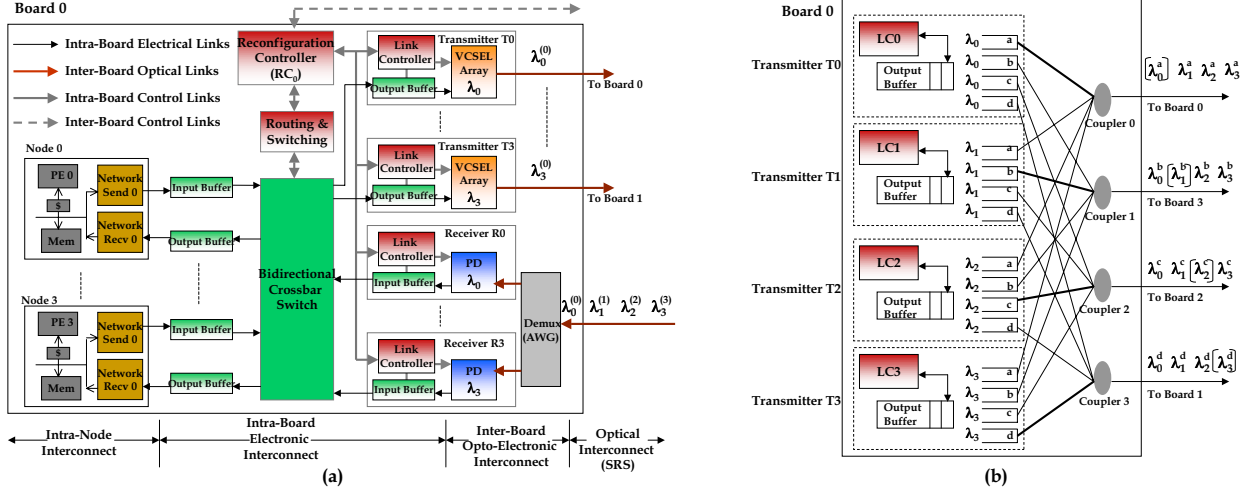 Board 0
Intra-Board Electrical Links
Inter-Board Optical Links
Intra-Board Control Links
Inter-Board Control Links
Reconfiguration
Controller
(RC₀)
Routing &
Switching
Bidirectional
Crossbar
Switch
Node 0
PE 0
$
Mem
Network
Send 0
Network
Recv 0
Input Buffer
Output Buffer
Node 3
PE 3
$
Mem
Network
Send 0
Network
Recv 0
Input Buffer
Output Buffer
Transmitter T0
Link
Controller
Output Buffer
VCSEL
Array
λ₀
λ₀⁽⁰⁾
To Board 0
Transmitter T3
Link
Controller
Output Buffer
VCSEL
Array
λ₃
λ₃⁽⁰⁾
To Board 1
Receiver R0
Link
Controller
Input Buffer
PD
λ₀
Receiver R3
Link
Controller
Input Buffer
PD
λ₃
Demux
(AWG)
λ₀⁽⁰⁾ λ₁⁽¹⁾ λ₂⁽²⁾ λ₃⁽³⁾
Intra-Node
Interconnect
Intra-Board
Electronic
Interconnect
Inter-Board
Opto-Electronic
Interconnect
Optical
Interconnect
(SRS)
(a)
Board 0
Transmitter T0
LC0
Output
Buffer
λ₀ a
λ₀ b
λ₀ c
λ₀ d
Transmitter T1
LC1
Output
Buffer
λ₁ a
λ₁ b
λ₁ c
λ₁ d
Transmitter T2
LC2
Output
Buffer
λ₂ a
λ₂ b
λ₂ c
λ₂ d
Transmitter T3
LC3
Output
Buffer
λ₃ a
λ₃ b
λ₃ c
λ₃ d
Coupler 0
[λ₀ᵃ] λ₁ᵃ λ₂ᵃ λ₃ᵃ
To Board 0
Coupler 1
λ₀ᵇ [λ₁ᵇ] λ₂ᵇ λ₃ᵇ
To Board 3
Coupler 2
λ₀ᶜ λ₁ᶜ [λ₂ᶜ] λ₃ᶜ
To Board 2
Coupler 3
λ₀ᵈ λ₁ᵈ λ₂ᵈ [λ₃ᵈ]
To Board 1
(b)